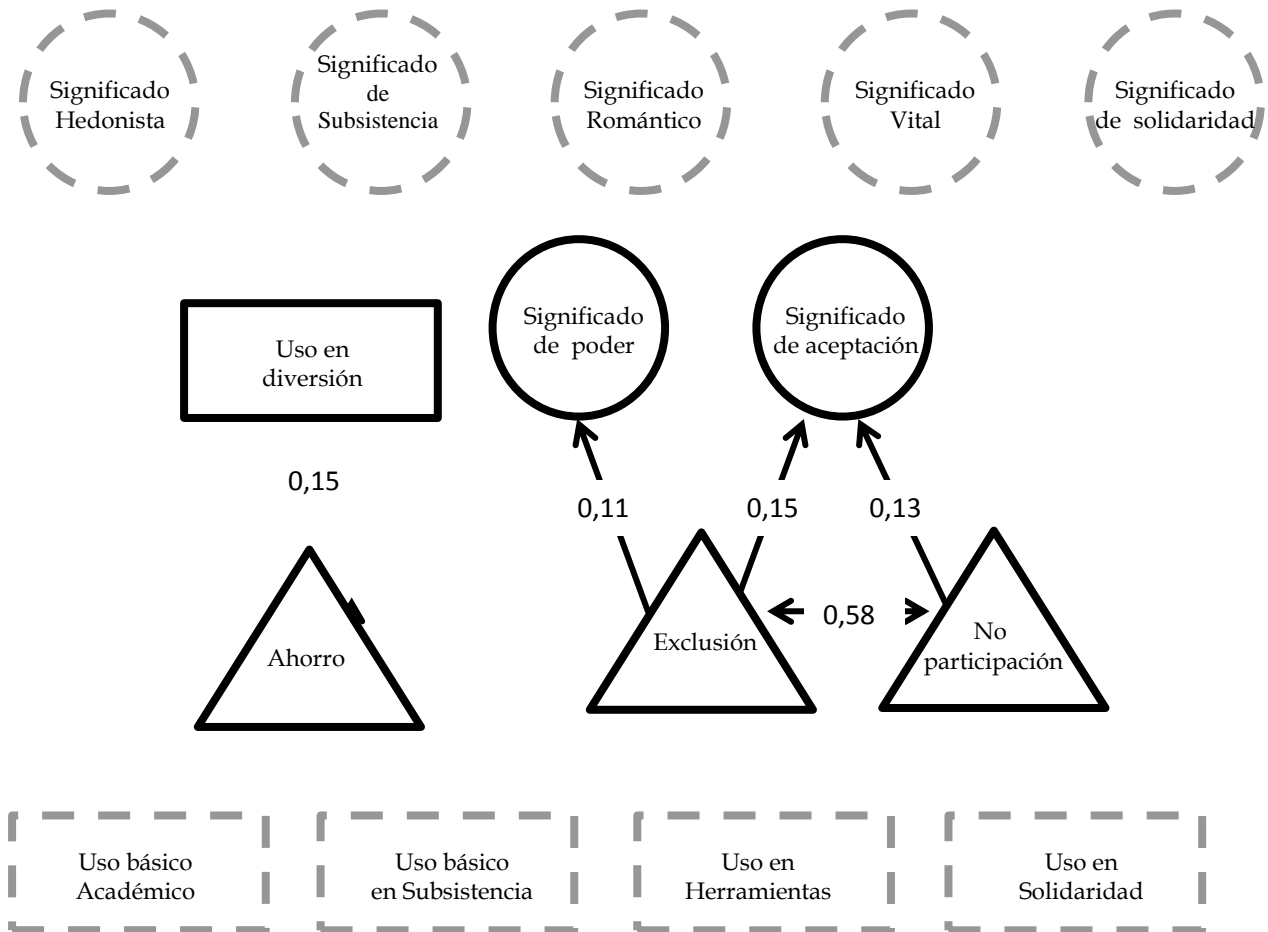 Significado
Hedonista
Significado
de
Subsistencia
Significado
Romántico
Significado
Vital
Significado
de solidaridad
Uso en
diversión
Significado
de poder
Significado
de aceptación
0,15
0,11
0,15
0,13
0,58
Ahorro
Exclusión
No
participación
Uso básico
Académico
Uso básico
en Subsistencia
Uso en
Herramientas
Uso en
Solidaridad